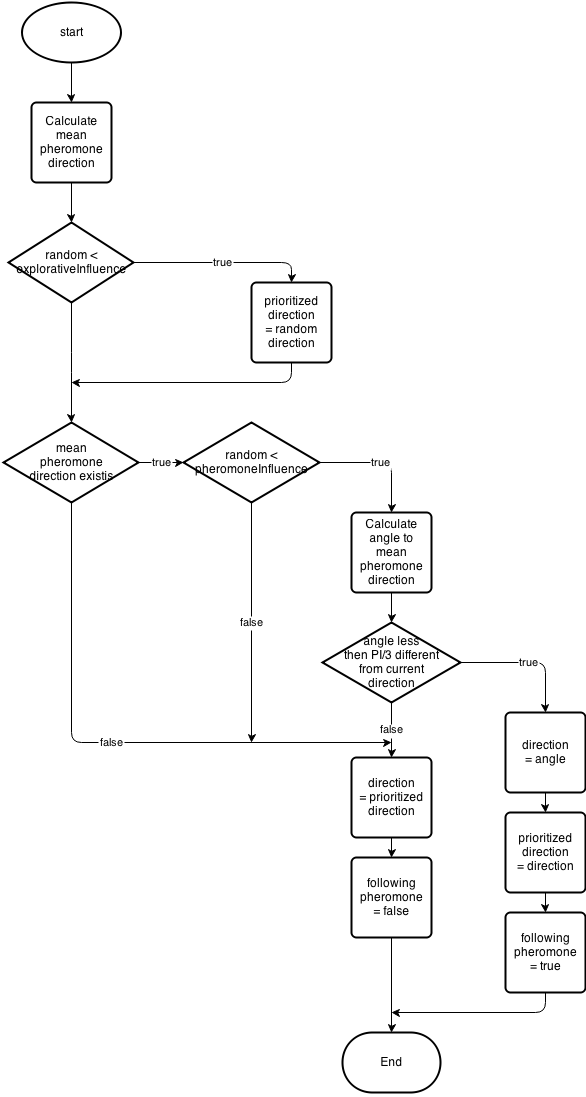 start
Calculate
mean
pheromone
direction
random <
explorativeInfluence
true
prioritized
direction
= random
direction
mean
pheromone
direction existis
true
random <
pheromoneInfluence
true
Calculate
angle to
mean
pheromone
direction
false
angle less
then PI/3 different
from current
direction
true
false
false
direction
= angle
direction
= prioritized
direction
prioritized
direction
= direction
following
pheromone
= false
following
pheromone
= true
End